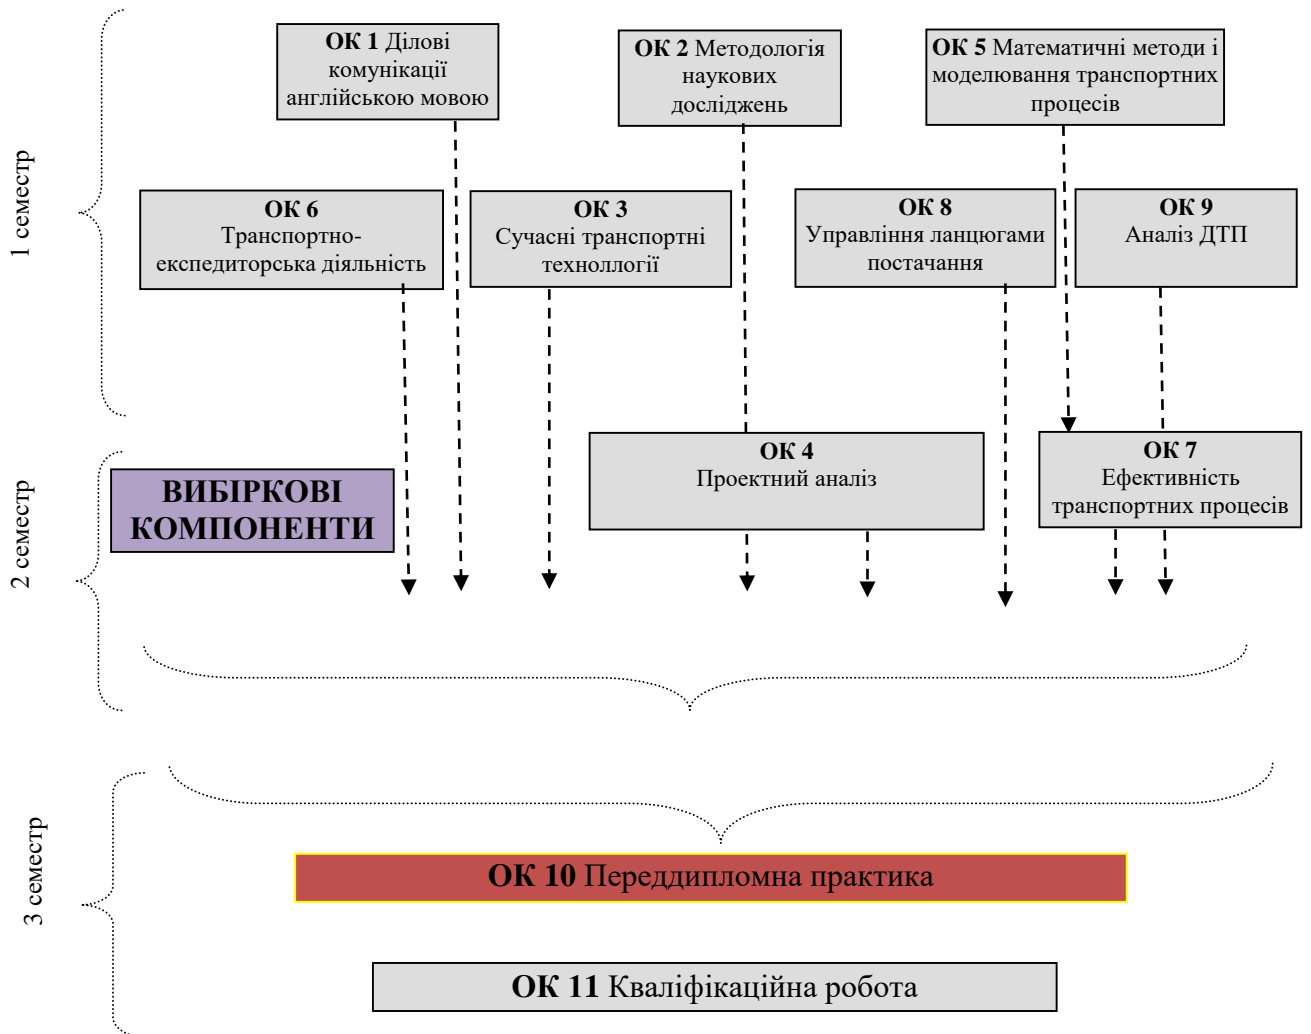 1 семестр
ОК 1 Ділові
комунікації
англійською мовою
ОК 2 Методологія
наукових
досліджень
ОК 5 Математичні методи і
моделювання транспортних
процесів
ОК 6
Транспортно-
експедиторська діяльність
ОК 3
Сучасні транспортні
техноллогії
ОК 8
Управління ланцюгами
постачання
ОК 9
Аналіз ДТП
2 семестр
ВИБІРКОВІ
КОМПОНЕНТИ
ОК 4
Проектний аналіз
ОК 7
Ефективність
транспортних процесів
3 семестр
ОК 10 Переддипломна практика
ОК 11 Кваліфікаційна робота